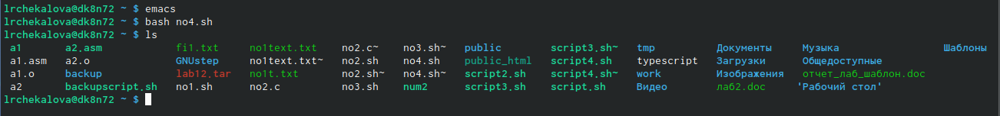 lrchekalova@dk8n72 ~ $ emacs
lrchekalova@dk8n72 ~ $ bash no4.sh
lrchekalova@dk8n72 ~ $ ls
a1 a2.asm fi1.txt no1text.txt no2.c~ no3.sh~ public script3.sh~ tmp Документы Музыка Шаблоны
a1.asm a2.o GNUstep no1text.txt~ no2.sh no4.sh public_html script4.sh typescript Загрузки Общедоступные
a1.o backup lab12.tar no1t.txt no2.sh~ no4.sh~ script2.sh script4.sh~ work Изображения отчет_лаб_шаблон.doc
a2 backupscript.sh no1.sh no2.c no3.sh num2 script3.sh script.sh Видео лаб2.doc 'Рабочий стол'
lrchekalova@dk8n72 ~ $